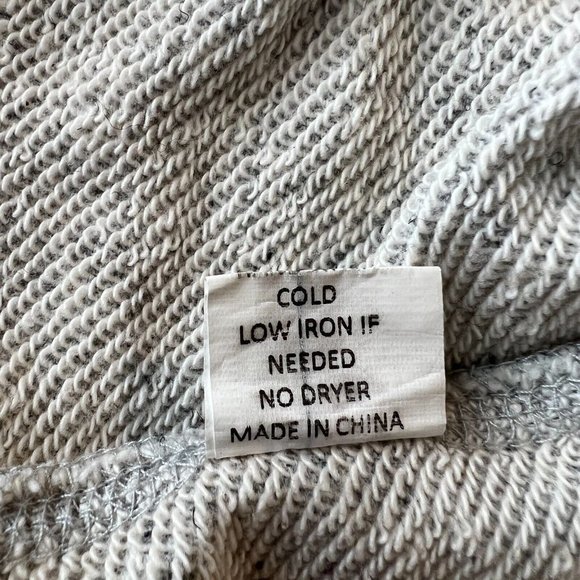 COLD
LOW IRON IF
NEEDED
NO DRYER
MADE IN CHINA